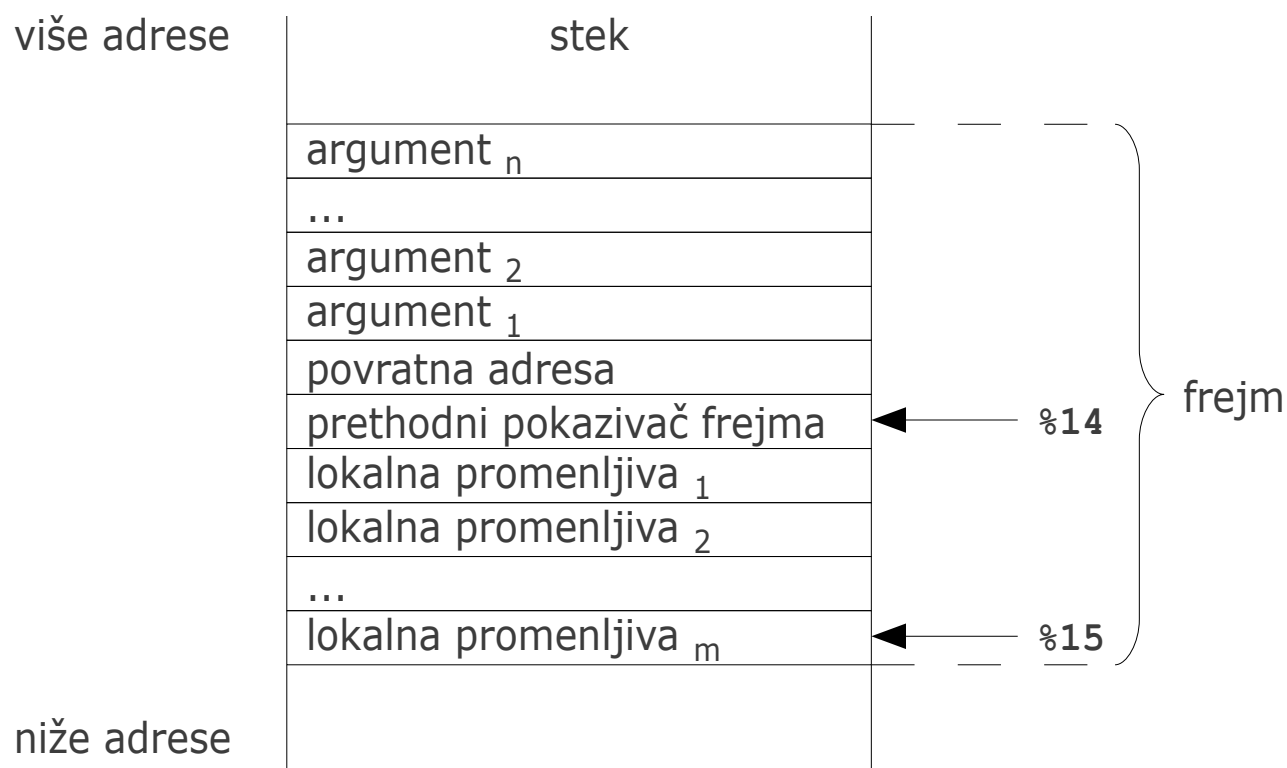 više adrese
stek
argument n
...
argument 2
argument 1
povratna adresa
prethodni pokazivač frejma
%14
frejm
lokalna promenljiva 1
lokalna promenljiva 2
...
lokalna promenljiva m
%15
niže adrese